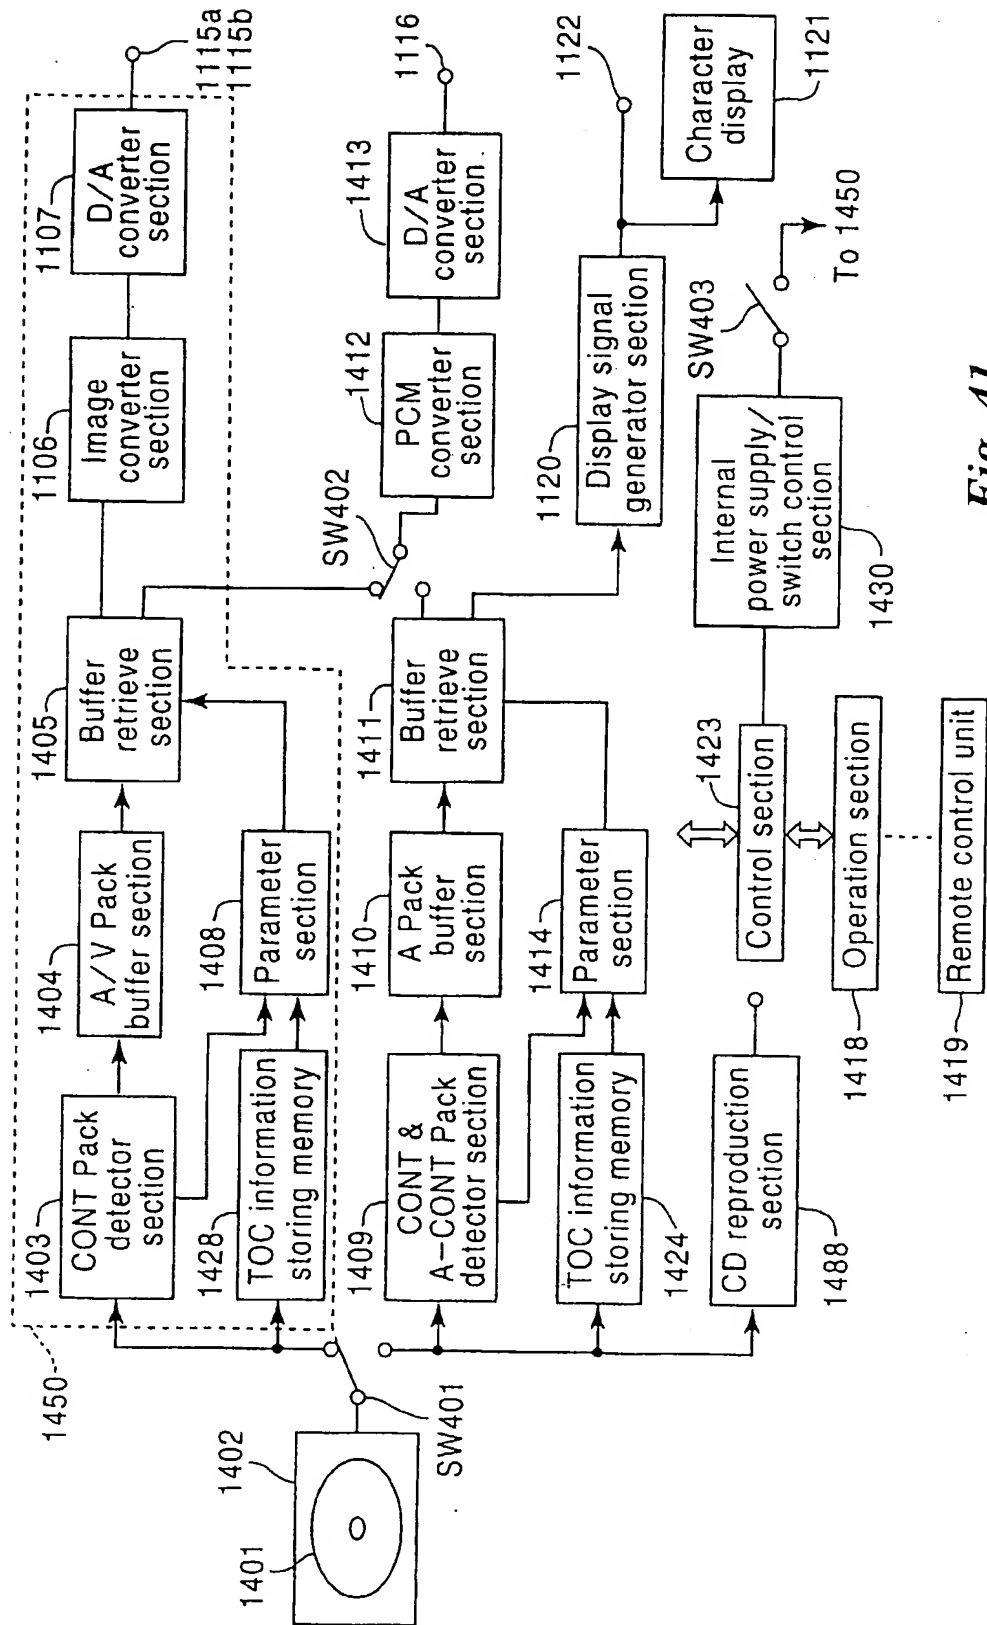 1450
1403
CONT Pack
detector
section
1404
A/V Pack
buffer section
1405
Buffer
retrieve
section
1106
Image
converter
section
1107
D/A
converter
section
1115a
1115b
1428
TOC information
storing memory
1408
Parameter
section
1402
1401
SW401
SW402
1409
CONT &
A-CONT Pack
detector section
1410
A Pack
buffer
section
1411
Buffer
retrieve
section
1412
PCM
converter
section
1413
D/A
converter
section
1116
1424
TOC information
storing memory
1414
Parameter
section
1120
Display signal
generator section
1122
Character
display
1121
1488
CD reproduction
section
1423
Control section
1418
Operation section
1419
Remote control unit
Internal
power supply/
switch control
section
1430
SW403
To 1450
Fig. 41